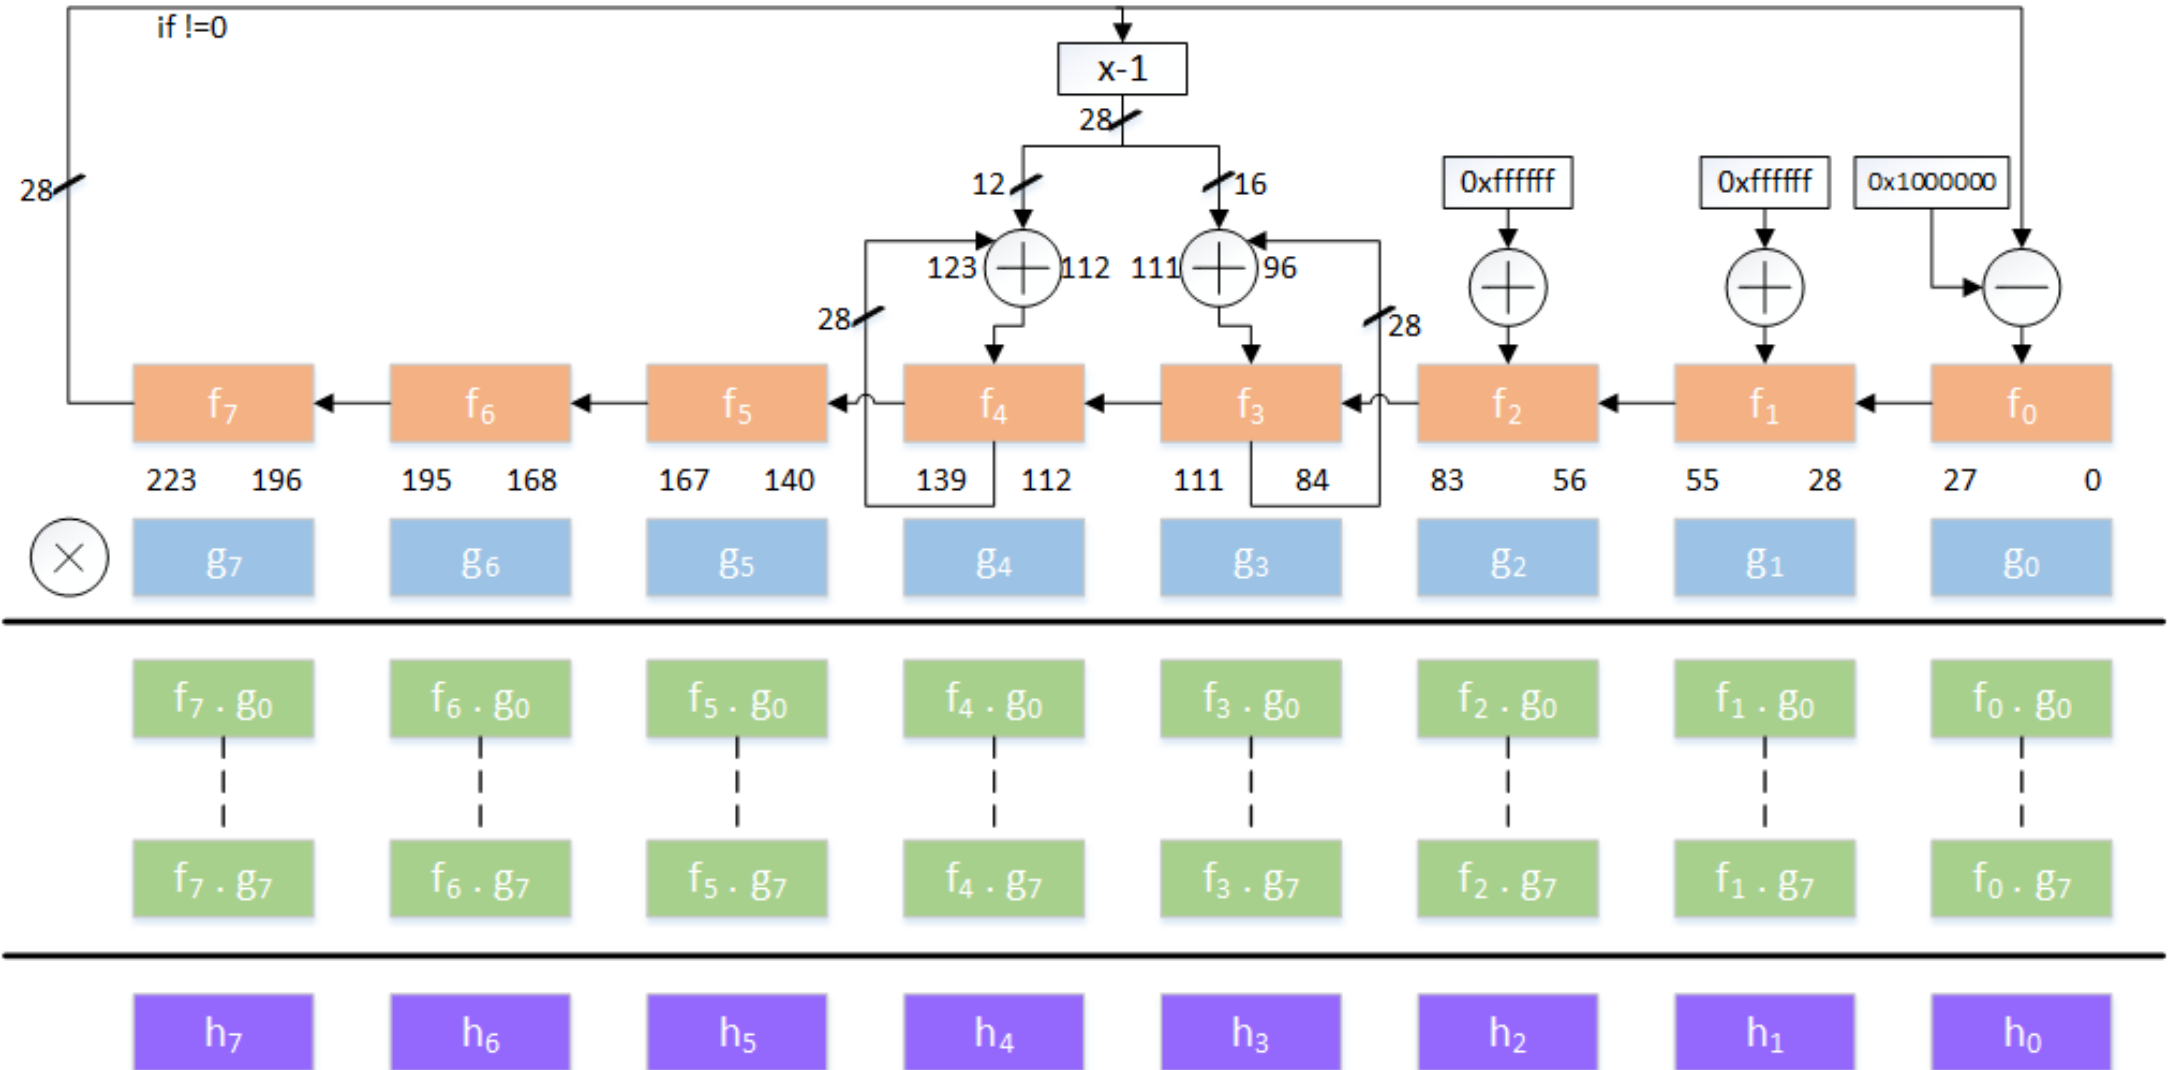 if !=0
x-1
28
28 12 16 0xffffff 0xffffff 0x1000000
123 112 111 96
28 28
f7 f6 f5 f4 f3 f2 f1 f0
223 196 195 168 167 140 139 112 111 84 83 56 55 28 27 0
g7 g6 g5 g4 g3 g2 g1 g0
f7 . g0 f6 . g0 f5 . g0 f4 . g0 f3 . g0 f2 . g0 f1 . g0 f0 . g0
f7 . g7 f6 . g7 f5 . g7 f4 . g7 f3 . g7 f2 . g7 f1 . g7 f0 . g7
h7 h6 h5 h4 h3 h2 h1 h0